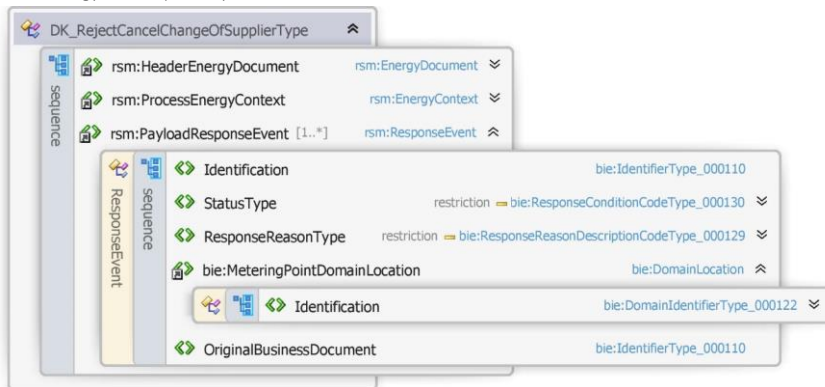 DK_RejectCancelChangeOfSupplierType
sequence
rsm:HeaderEnergyDocument rsm:EnergyDocument
rsm:ProcessEnergyContext rsm:EnergyContext
rsm:PayloadResponseEvent [1..*] rsm:ResponseEvent
ResponseEvent
sequence
Identification bie:IdentifierType_000110
StatusType restriction bie:ResponseConditionCodeType_000130
ResponseReasonType restriction bie:ResponseReasonDescriptionCodeType_000129
bie:MeteringPointDomainLocation bie:DomainLocation
Identification bie:DomainIdentifierType_000122
OriginalBusinessDocument bie:IdentifierType_000110